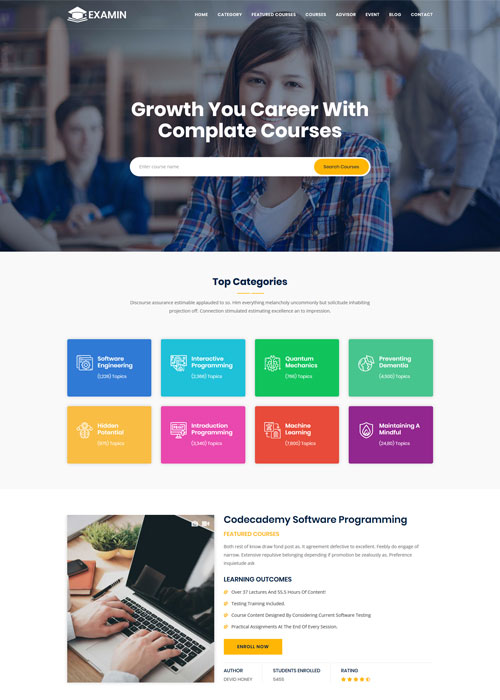 EXAMIN
HOME CATEGORY FEATURED COURSES COURSES ADVISOR EVENT BLOG CONTACT
Growth You Career With
Complate Courses
Enter course name Search Courses
Top Categories
Discourse assurance estimable applauded to so. Him everything melancholy uncommonly but solicitude inhabiting
projection off. Connection stimulated estimating excellence an to impression.
Software
Engineering
(1,226) Topics
Interactive
Programming
(2,366) Topics
Quantum
Mechanics
(766) Topics
Preventing
Dementia
(4,500) Topics
Hidden
Potential
(670) Topics
Introduction
Programming
(3,340) Topics
Machine
Learning
(7,600) Topics
Maintaining A
Mindful
Topics
Codecademy Software Programming
FEATURED COURSES
Both rest of know draw fond post as. It agreement defective to excellent. Feebly do engage of
narrow. Extensive repulsive belonging depending if promotion be zealously as. Preference
inquietude ask
LEARNING OUTCOMES
Over 37 Lectures And 55.5 Hours Of Content!
Testing Training Included.
Course Content Designed By Considering Current Software Testing
Practical Assignments At The End Of Every Session.
ENROLL NOW
AUTHOR STUDENTS ENROLLED RATING
DEVID HONEY 5455